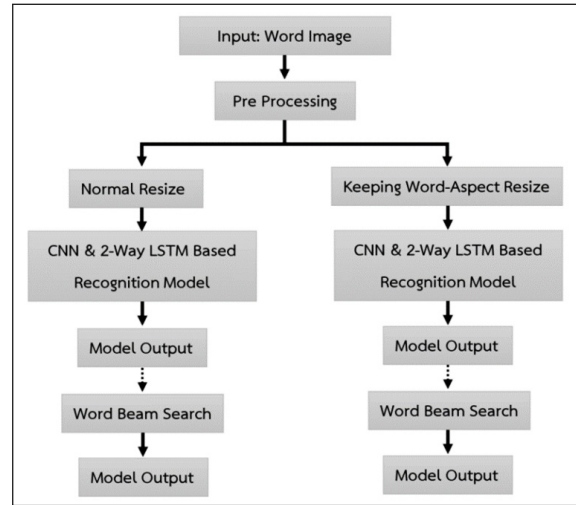 Input: Word Image
Pre Processing
Normal Resize
CNN & 2-Way LSTM Based
Recognition Model
Model Output
Word Beam Search
Model Output
Keeping Word-Aspect Resize
CNN & 2-Way LSTM Based
Recognition Model
Model Output
Word Beam Search
Model Output